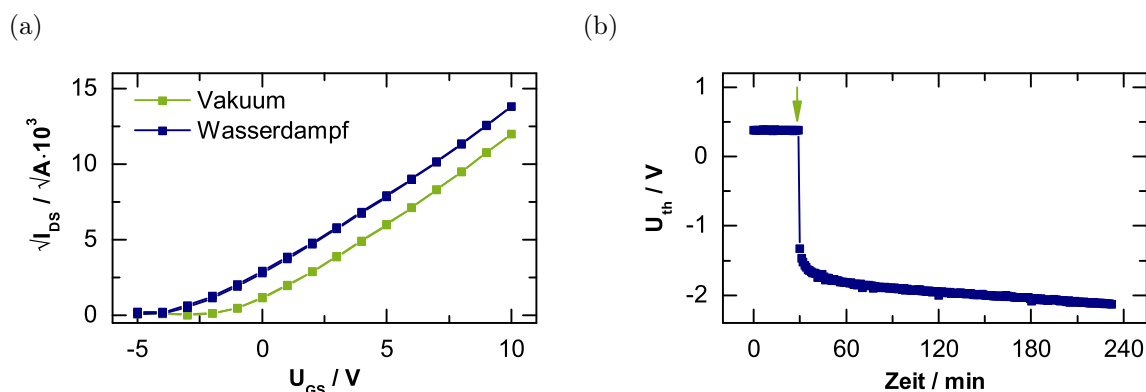 (a)
(b)
15
10
5
0
-5
0
5
10
√I_DS / √A·10³
U_GS / V
Vakuum
Wasserdampf
1
0
-1
-2
0
60
120
180
240
U_th / V
Zeit / min